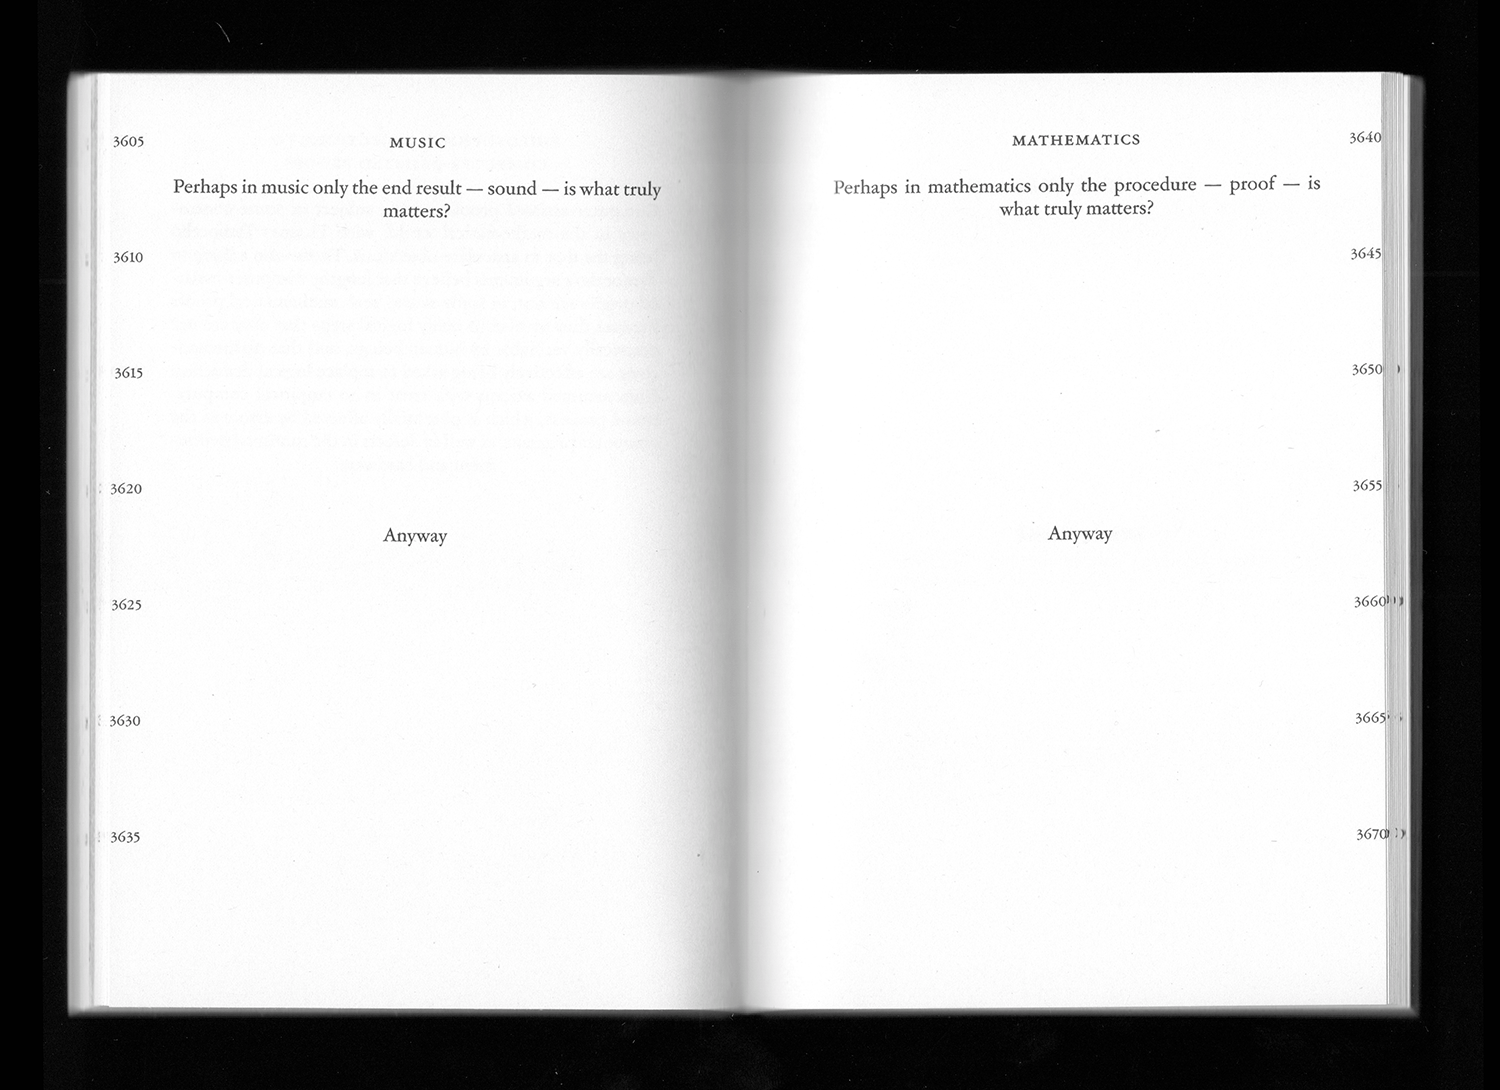 3605
MUSIC
Perhaps in music only the end result — sound — is what truly
matters?
3610
3615
3620
Anyway
3625
3630
3635
MATHEMATICS
3640
Perhaps in mathematics only the procedure — proof — is
what truly matters?
3645
3650
3655
Anyway
3660
3665
3670